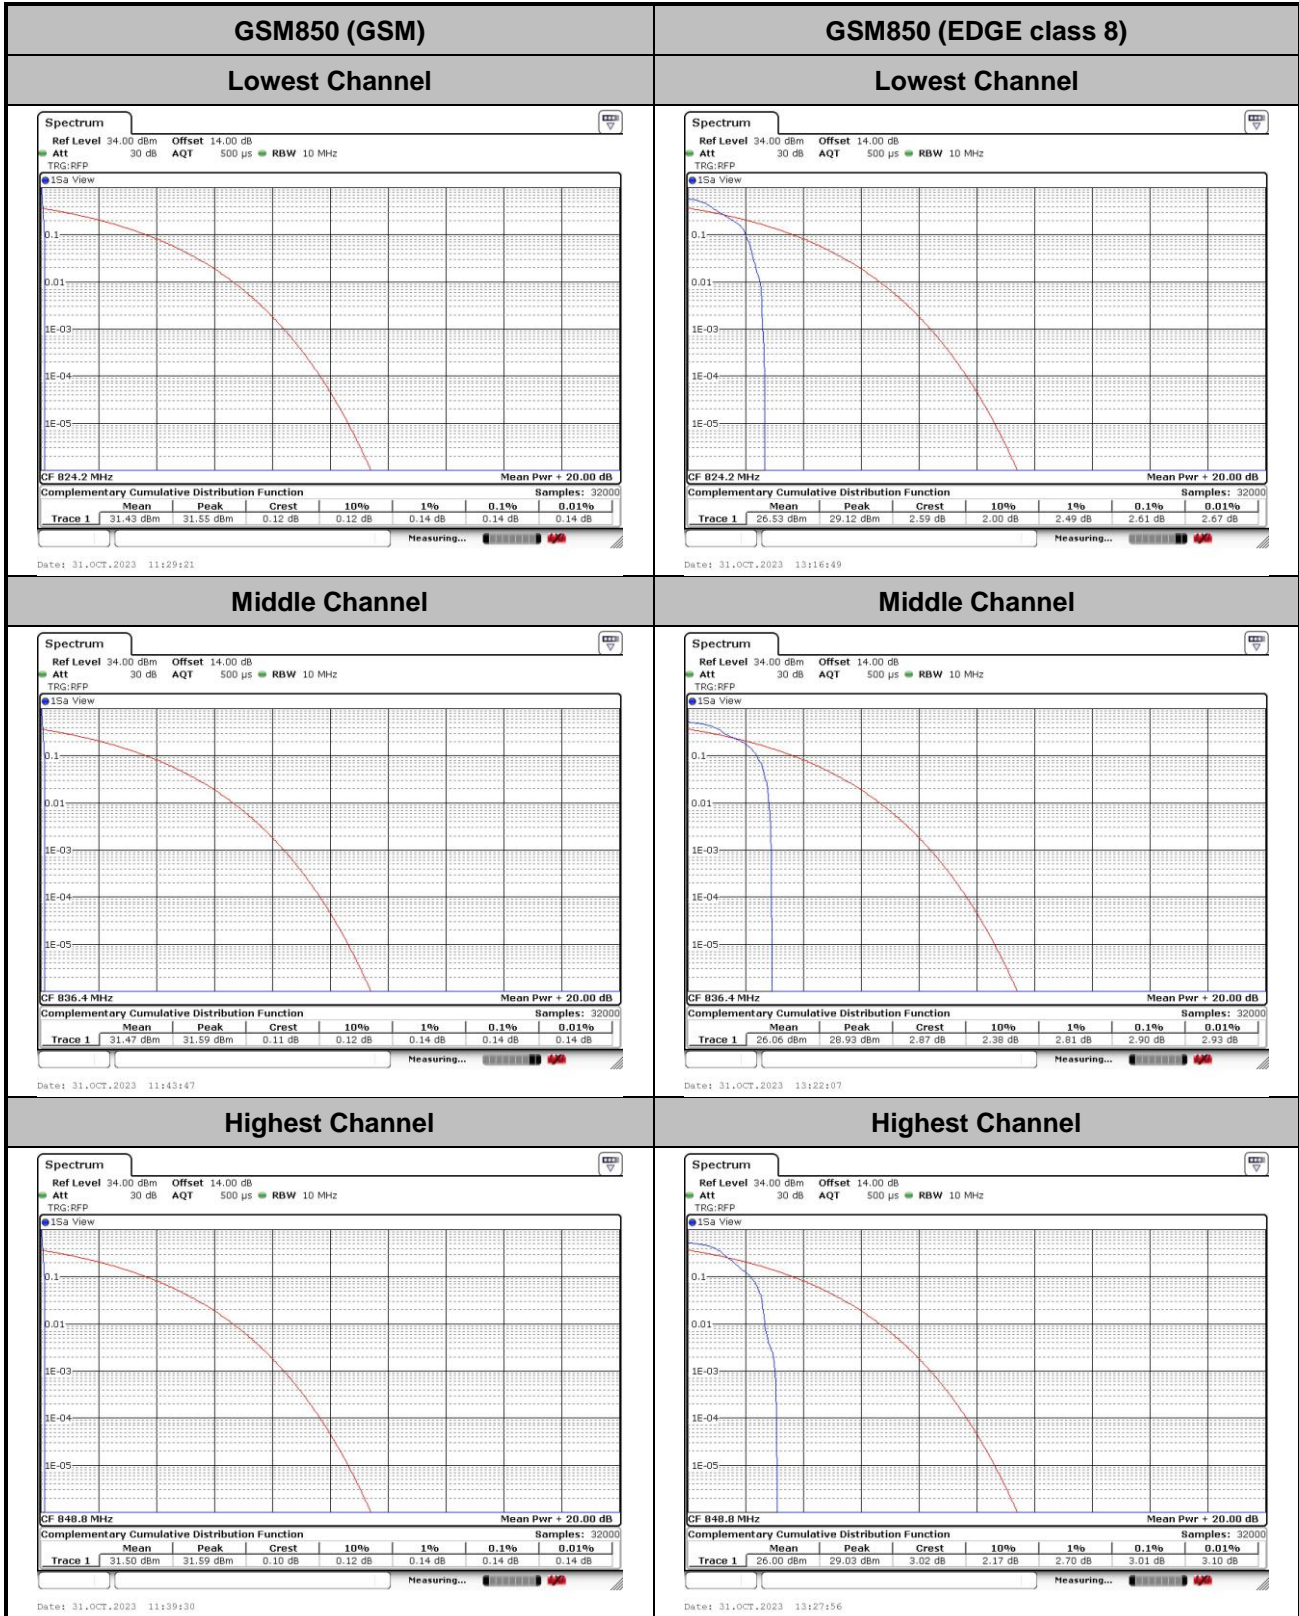 GSM850 (GSM)
GSM850 (EDGE class 8)
Lowest Channel
Lowest Channel
Spectrum
Ref Level 34.00 dBm Offset 14.00 dB
Att 30 dB AQT 500 µs RBW 10 MHz
TRG:RFP
1Sa View
0.1
0.01
1E-03
1E-04
1E-05
CF 824.2 MHz Mean Pwr + 20.00 dB
Complementary Cumulative Distribution Function Samples: 32000
Mean Peak Crest 10% 1% 0.1% 0.01%
Trace 1 31.43 dBm 31.55 dBm 0.12 dB 0.12 dB 0.14 dB 0.14 dB 0.14 dB
Measuring...
Date: 31.OCT.2023 11:29:21
Spectrum
Ref Level 34.00 dBm Offset 14.00 dB
Att 30 dB AQT 500 µs RBW 10 MHz
TRG:RFP
1Sa View
0.1
0.01
1E-03
1E-04
1E-05
CF 824.2 MHz Mean Pwr + 20.00 dB
Complementary Cumulative Distribution Function Samples: 32000
Mean Peak Crest 10% 1% 0.1% 0.01%
Trace 1 26.53 dBm 29.12 dBm 2.59 dB 2.00 dB 2.49 dB 2.61 dB 2.67 dB
Measuring...
Date: 31.OCT.2023 13:16:49
Middle Channel
Middle Channel
Spectrum
Ref Level 34.00 dBm Offset 14.00 dB
Att 30 dB AQT 500 µs RBW 10 MHz
TRG:RFP
1Sa View
0.1
0.01
1E-03
1E-04
1E-05
CF 836.4 MHz Mean Pwr + 20.00 dB
Complementary Cumulative Distribution Function Samples: 32000
Mean Peak Crest 10% 1% 0.1% 0.01%
Trace 1 31.47 dBm 31.59 dBm 0.11 dB 0.12 dB 0.14 dB 0.14 dB 0.14 dB
Measuring...
Date: 31.OCT.2023 11:43:47
Spectrum
Ref Level 34.00 dBm Offset 14.00 dB
Att 30 dB AQT 500 µs RBW 10 MHz
TRG:RFP
1Sa View
0.1
0.01
1E-03
1E-04
1E-05
CF 836.4 MHz Mean Pwr + 20.00 dB
Complementary Cumulative Distribution Function Samples: 32000
Mean Peak Crest 10% 1% 0.1% 0.01%
Trace 1 26.06 dBm 28.93 dBm 2.87 dB 2.38 dB 2.81 dB 2.90 dB 2.93 dB
Measuring...
Date: 31.OCT.2023 13:22:07
Highest Channel
Highest Channel
Spectrum
Ref Level 34.00 dBm Offset 14.00 dB
Att 30 dB AQT 500 µs RBW 10 MHz
TRG:RFP
1Sa View
0.1
0.01
1E-03
1E-04
1E-05
CF 848.8 MHz Mean Pwr + 20.00 dB
Complementary Cumulative Distribution Function Samples: 32000
Mean Peak Crest 10% 1% 0.1% 0.01%
Trace 1 31.50 dBm 31.59 dBm 0.10 dB 0.12 dB 0.14 dB 0.14 dB 0.14 dB
Measuring...
Date: 31.OCT.2023 11:39:30
Spectrum
Ref Level 34.00 dBm Offset 14.00 dB
Att 30 dB AQT 500 µs RBW 10 MHz
TRG:RFP
1Sa View
0.1
0.01
1E-03
1E-04
1E-05
CF 848.8 MHz Mean Pwr + 20.00 dB
Complementary Cumulative Distribution Function Samples: 32000
Mean Peak Crest 10% 1% 0.1% 0.01%
Trace 1 26.00 dBm 29.03 dBm 3.02 dB 2.17 dB 2.70 dB 3.01 dB 3.10 dB
Measuring...
Date: 31.OCT.2023 13:27:56